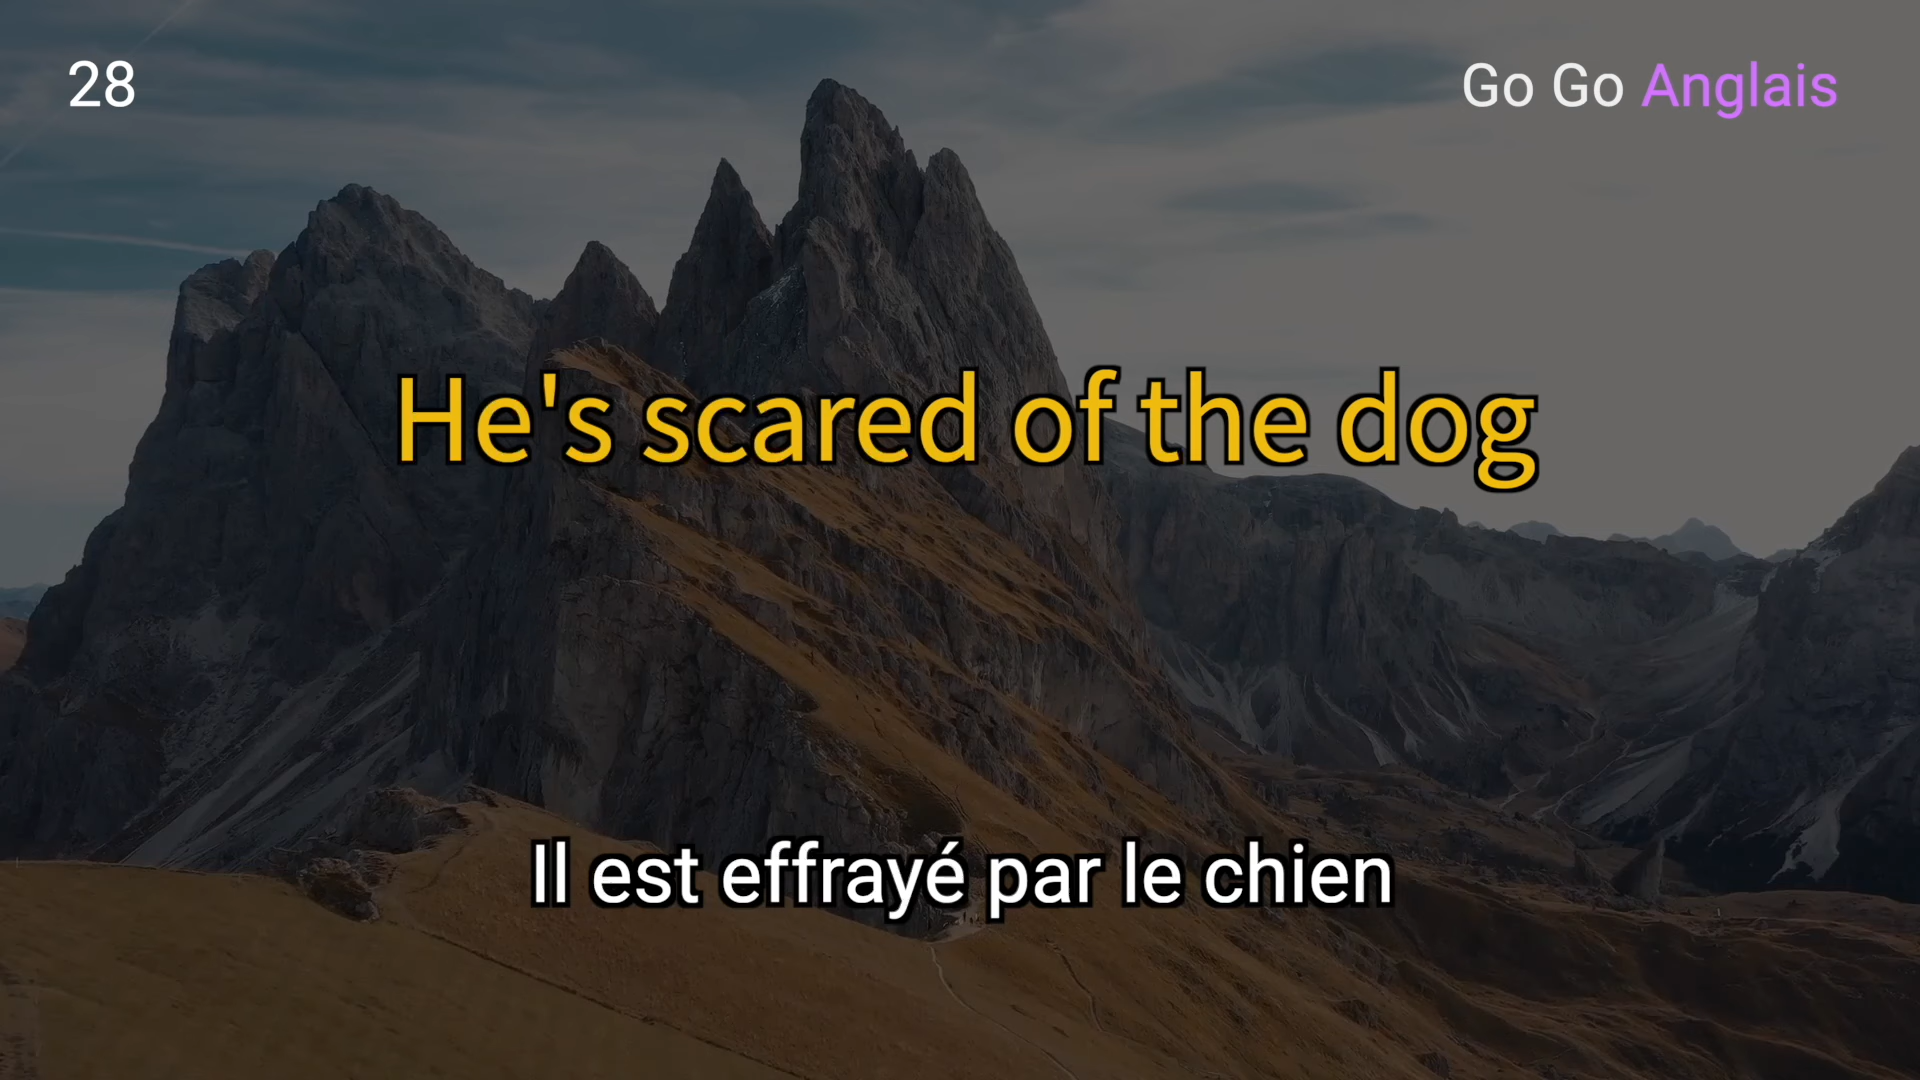 28
Go Go Anglais
He's scared of the dog
Il est effrayé par le chien